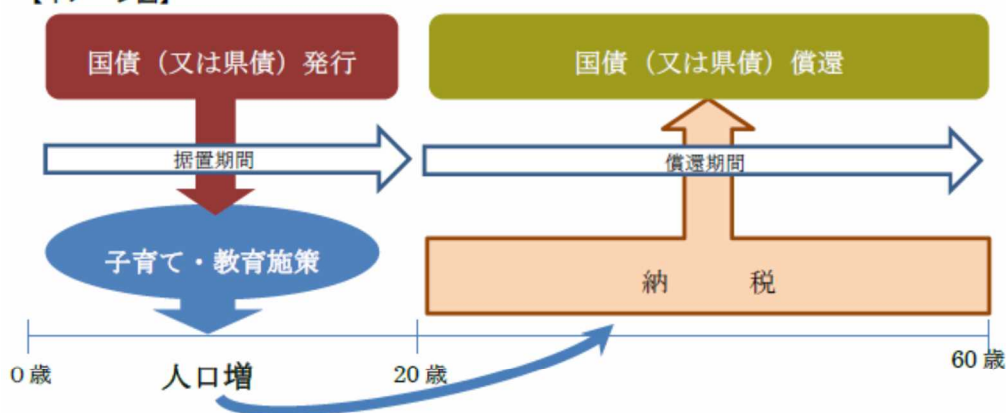 国債（又は県債）発行
国債（又は県債）償還
据置期間
償還期間
子育て・教育施策
納　税
0歳
人口増
20歳
60歳